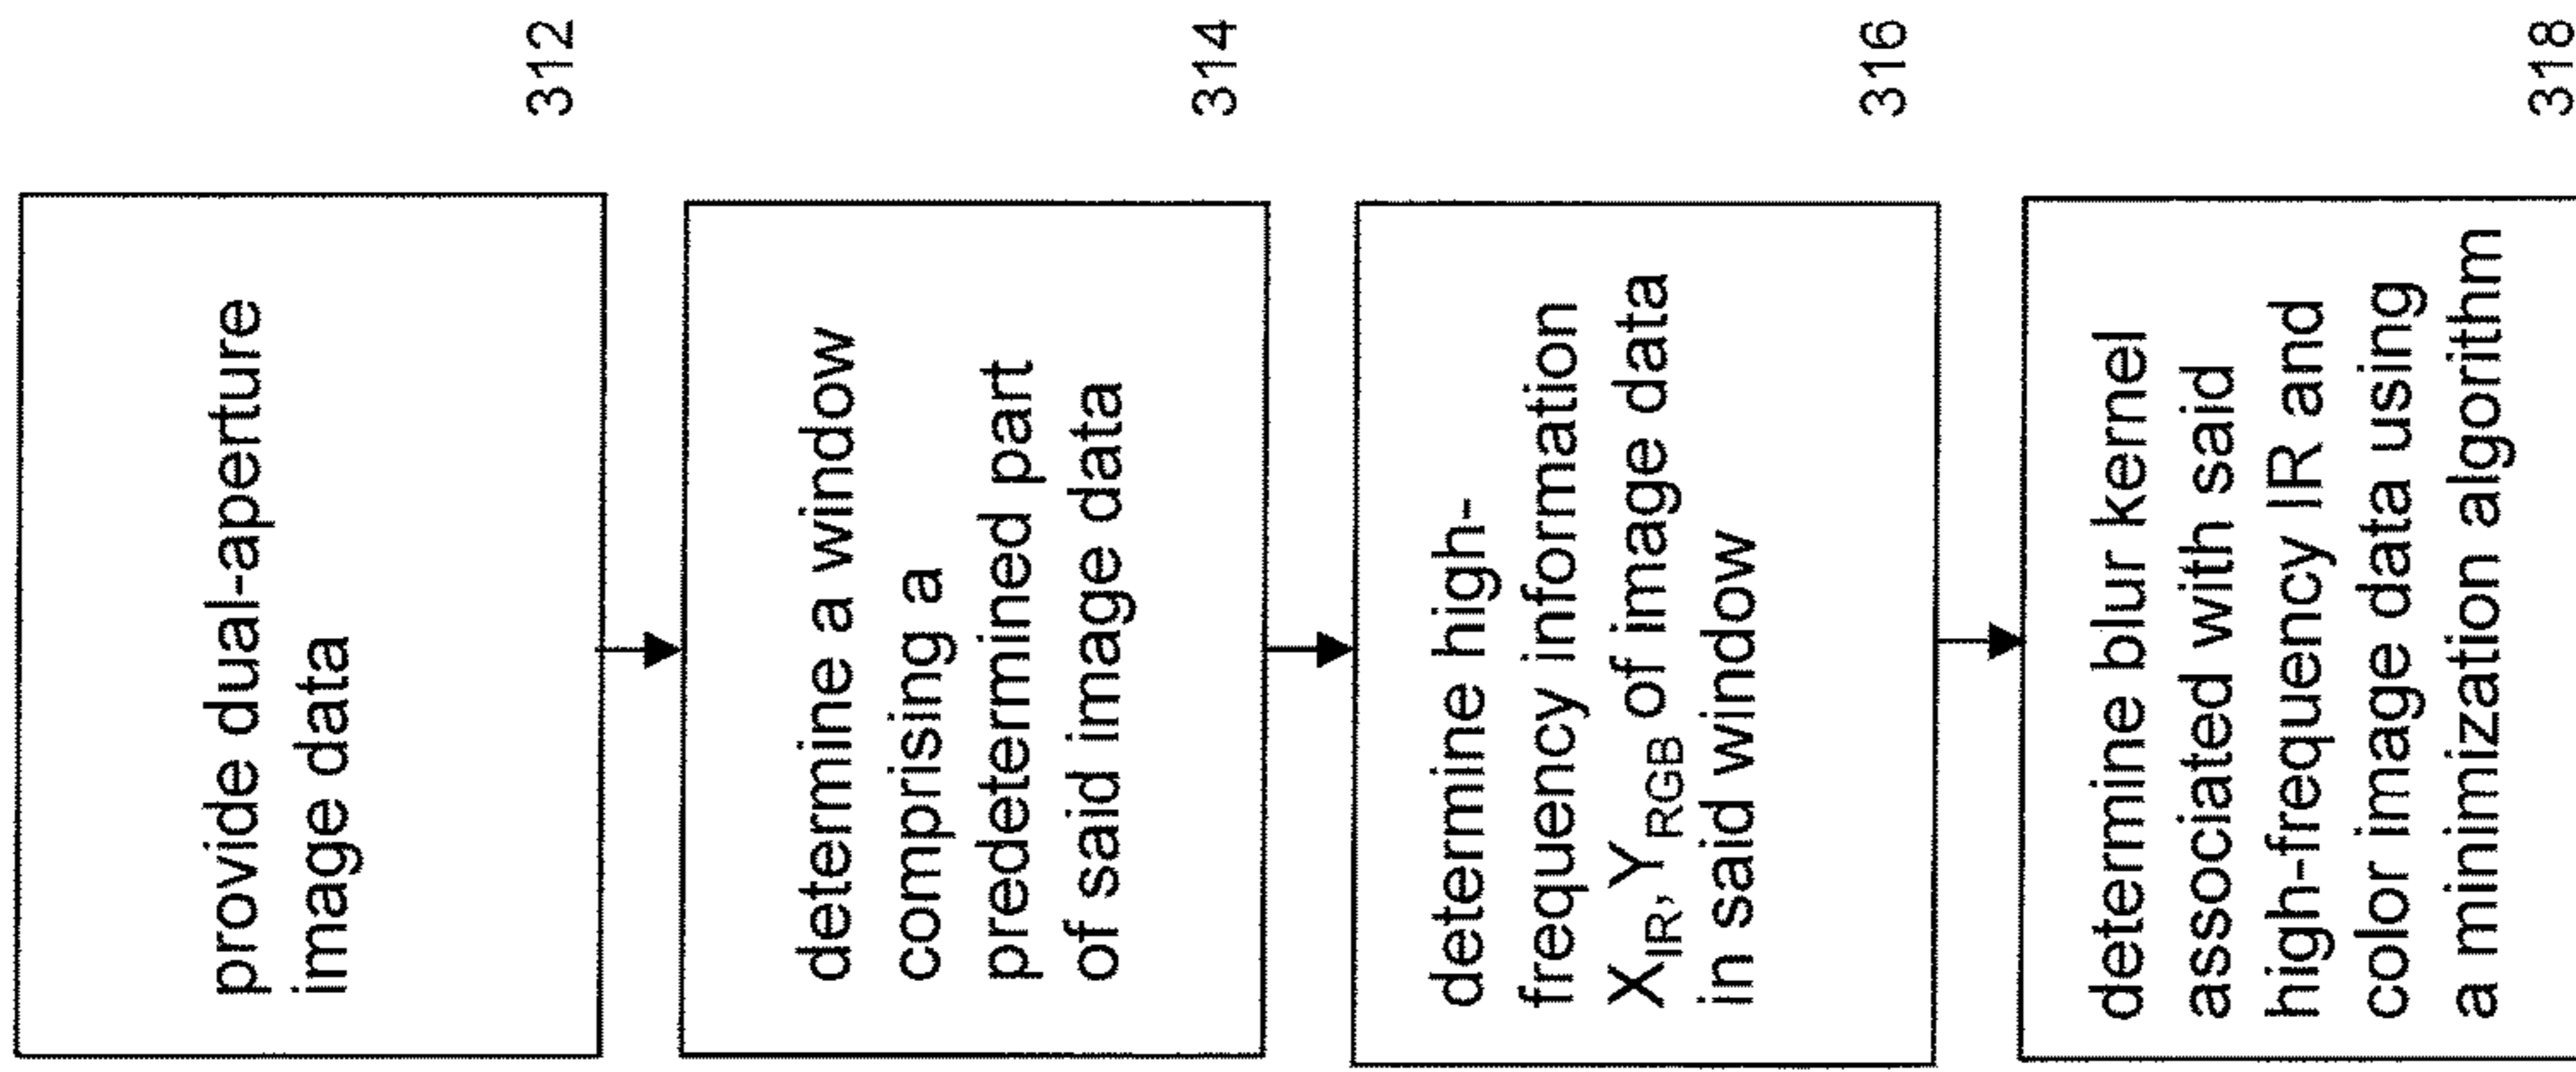 provide dual-aperture
image data
312
determine a window
comprising a
predetermined part
of said image data
314
determine high-
frequency information
X_IR, Y_RGB of image data
in said window
316
determine blur kernel
associated with said
high-frequency IR and
color image data using
a minimization algorithm
318